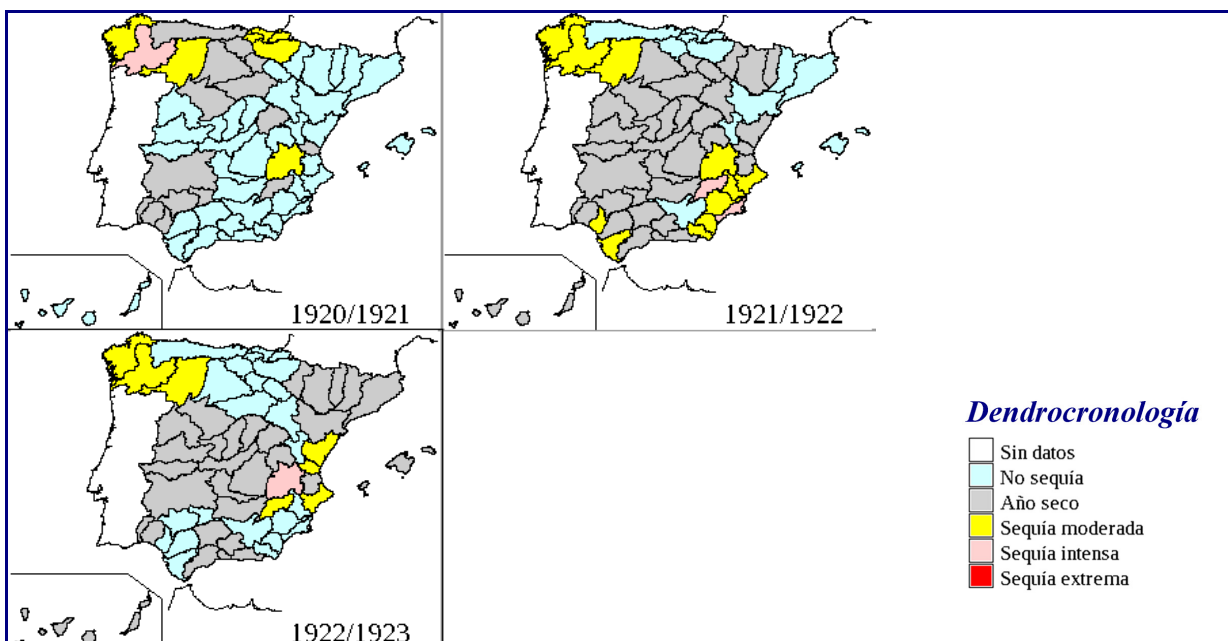 1920/1921
1921/1922
1922/1923
Dendrocronología
Sin datos
No sequía
Año seco
Sequía moderada
Sequía intensa
Sequía extrema